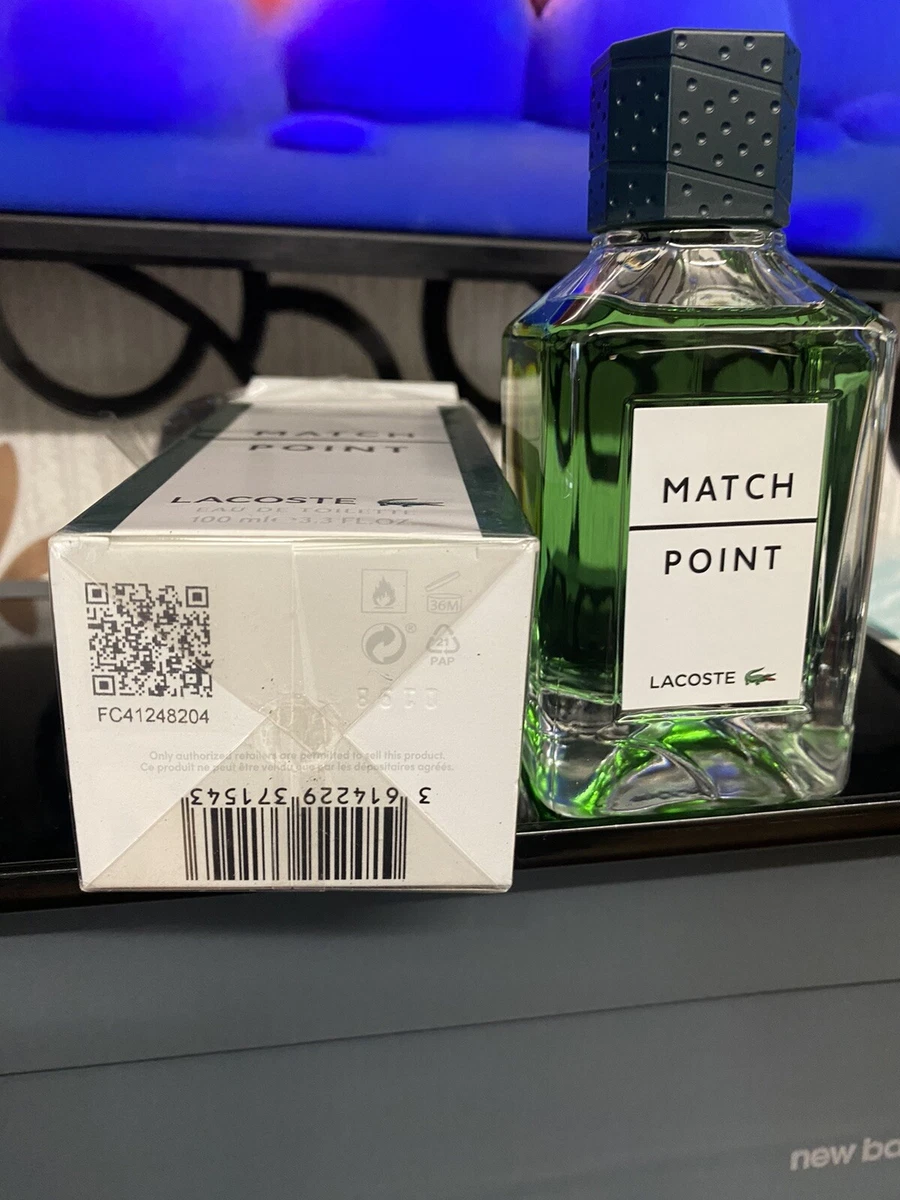 MATCH
POINT
LACOSTE
EAU DE TOILETTE
100 ml℮ *3.3 FL.OZ
36M
21
PAP
FC41248204
Only authorized retailers are permitted to sell this product.
Ce produit ne peut être vendu que par les dépositaires agréés.
3 614229 371543
MATCH
POINT
LACOSTE